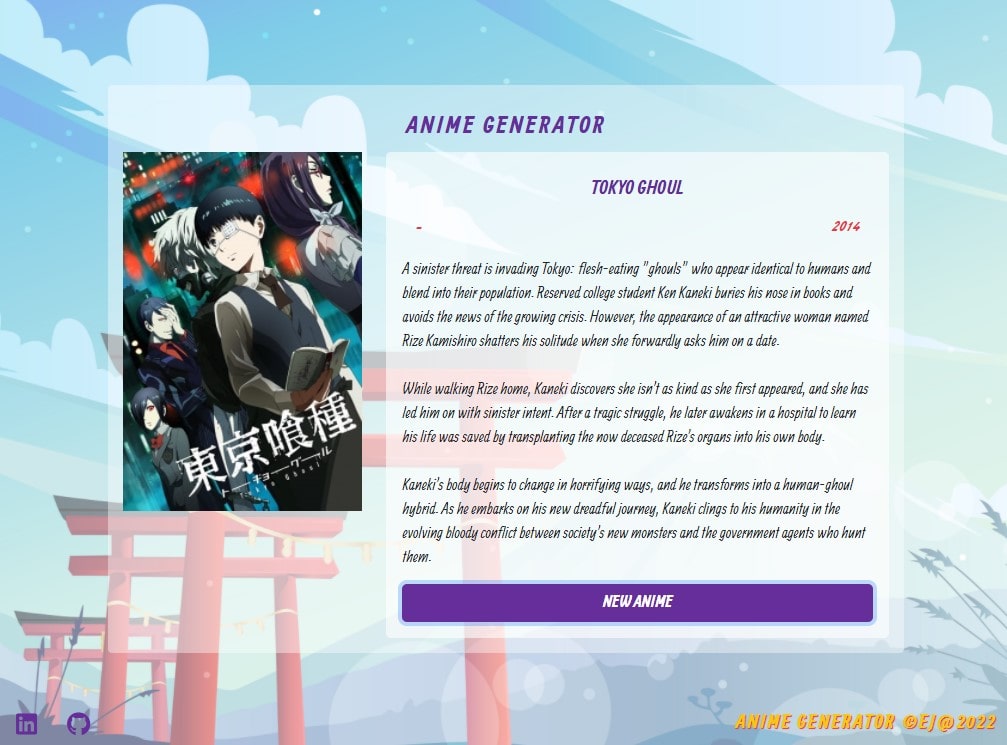 ANIME GENERATOR
TOKYO GHOUL
- 2014
A sinister threat is invading Tokyo: flesh-eating "ghouls" who appear identical to humans and
blend into their population. Reserved college student Ken Kaneki buries his nose in books and
avoids the news of the growing crisis. However, the appearance of an attractive woman named
Rize Kamishiro shatters his solitude when she forwardly asks him on a date.
While walking Rize home, Kaneki discovers she isn't as kind as she first appeared, and she has
led him on with sinister intent. After a tragic struggle, he later awakens in a hospital to learn
his life was saved by transplanting the now deceased Rize's organs into his own body.
Kaneki's body begins to change in horrifying ways, and he transforms into a human-ghoul
hybrid. As he embarks on his new dreadful journey, Kaneki clings to his humanity in the
evolving bloody conflict between society's new monsters and the government agents who hunt
them.
NEW ANIME
東京喰種
トーキョーグール
Tokyo Ghoul
in
ANIME GENERATOR ©EJ@2022